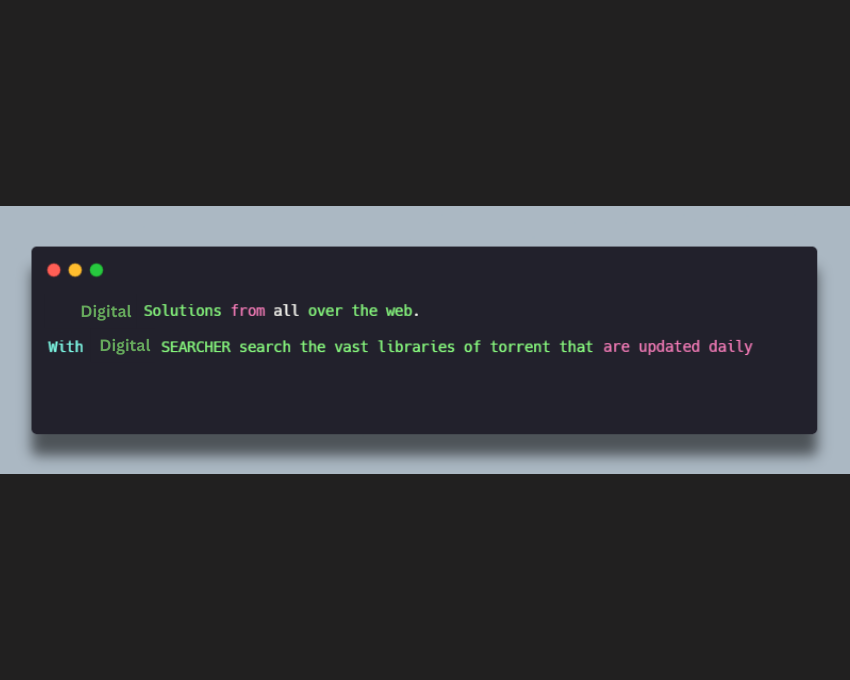 Digital Solutions from all over the web.
With Digital SEARCHER search the vast libraries of torrent that are updated daily